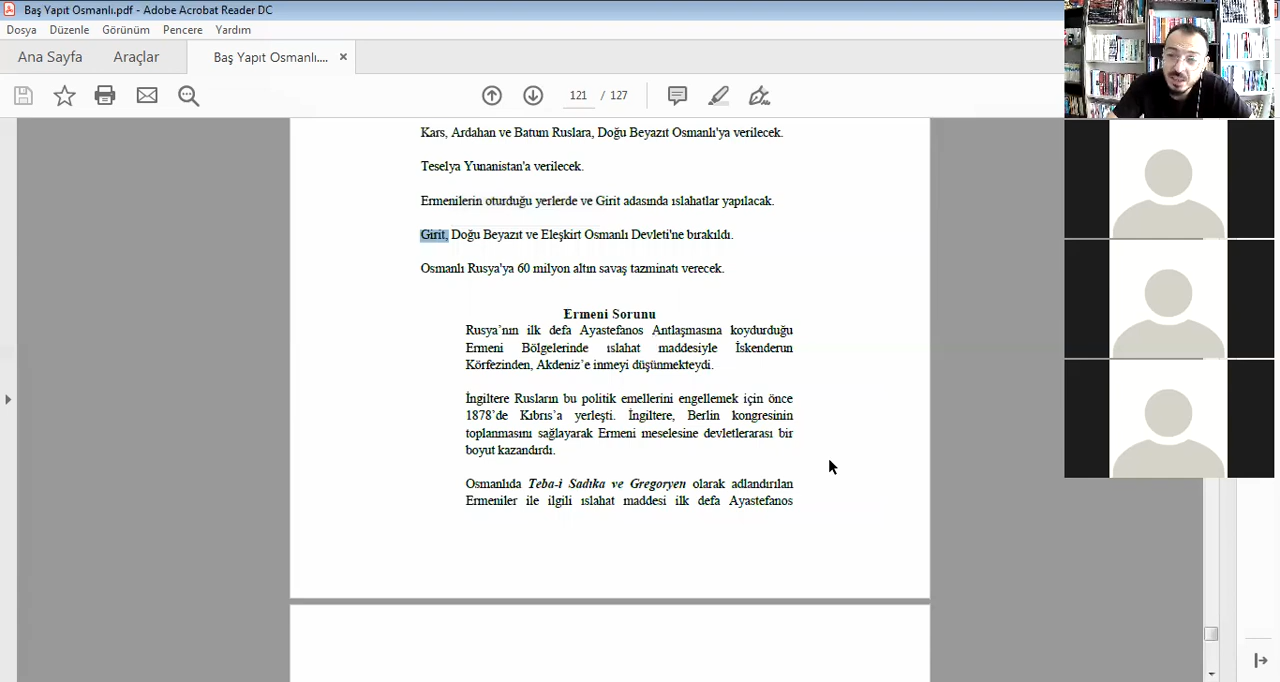 Baş Yapıt Osmanlı.pdf - Adobe Acrobat Reader DC
Dosya Düzenle Görünüm Pencere Yardım
Ana Sayfa Araçlar Baş Yapıt Osmanlı.... ×
121 / 127
Kars, Ardahan ve Batum Ruslara, Doğu Beyazıt Osmanlı'ya verilecek.
Teselya Yunanistan'a verilecek.
Ermenilerin oturduğu yerlerde ve Girit adasında ıslahatlar yapılacak.
Girit, Doğu Beyazıt ve Eleşkirt Osmanlı Devleti'ne bırakıldı.
Osmanlı Rusya'ya 60 milyon altın savaş tazminatı verecek.
Ermeni Sorunu
Rusya’nın ilk defa Ayastefanos Antlaşmasına koydurduğu
Ermeni Bölgelerinde ıslahat maddesiyle İskenderun
Körfezinden, Akdeniz’e inmeyi düşünmekteydi.
İngiltere Rusların bu politik emellerini engellemek için önce
1878’de Kıbrıs’a yerleşti. İngiltere, Berlin kongresinin
toplanmasını sağlayarak Ermeni meselesine devletlerarası bir
boyut kazandırdı.
Osmanlıda Teba-i Sadıka ve Gregoryen olarak adlandırılan
Ermeniler ile ilgili ıslahat maddesi ilk defa Ayastefanos